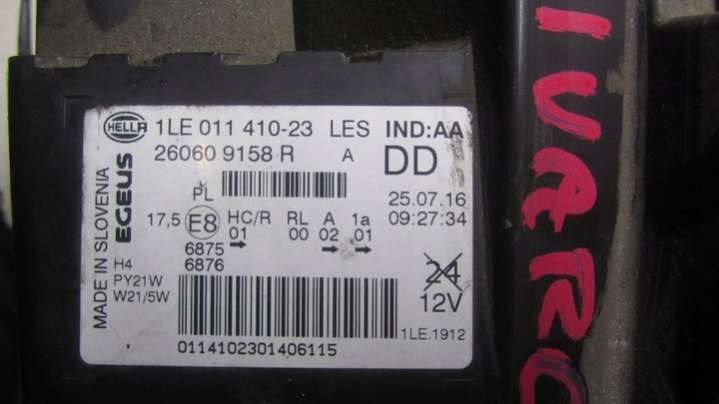 HELLA 1LE 011 410-23 LES IND:AA
26060 9158 R A DD
PL
25.07.16
17,5 E8 HC/R RL A 1a 09:27:34
01 00 02 01
6875
H4 6876
PY21W
W21/5W
24
12V
1LE.1912
0114102301406115
MADE IN SLOVENIA
EGEUS
IVARO